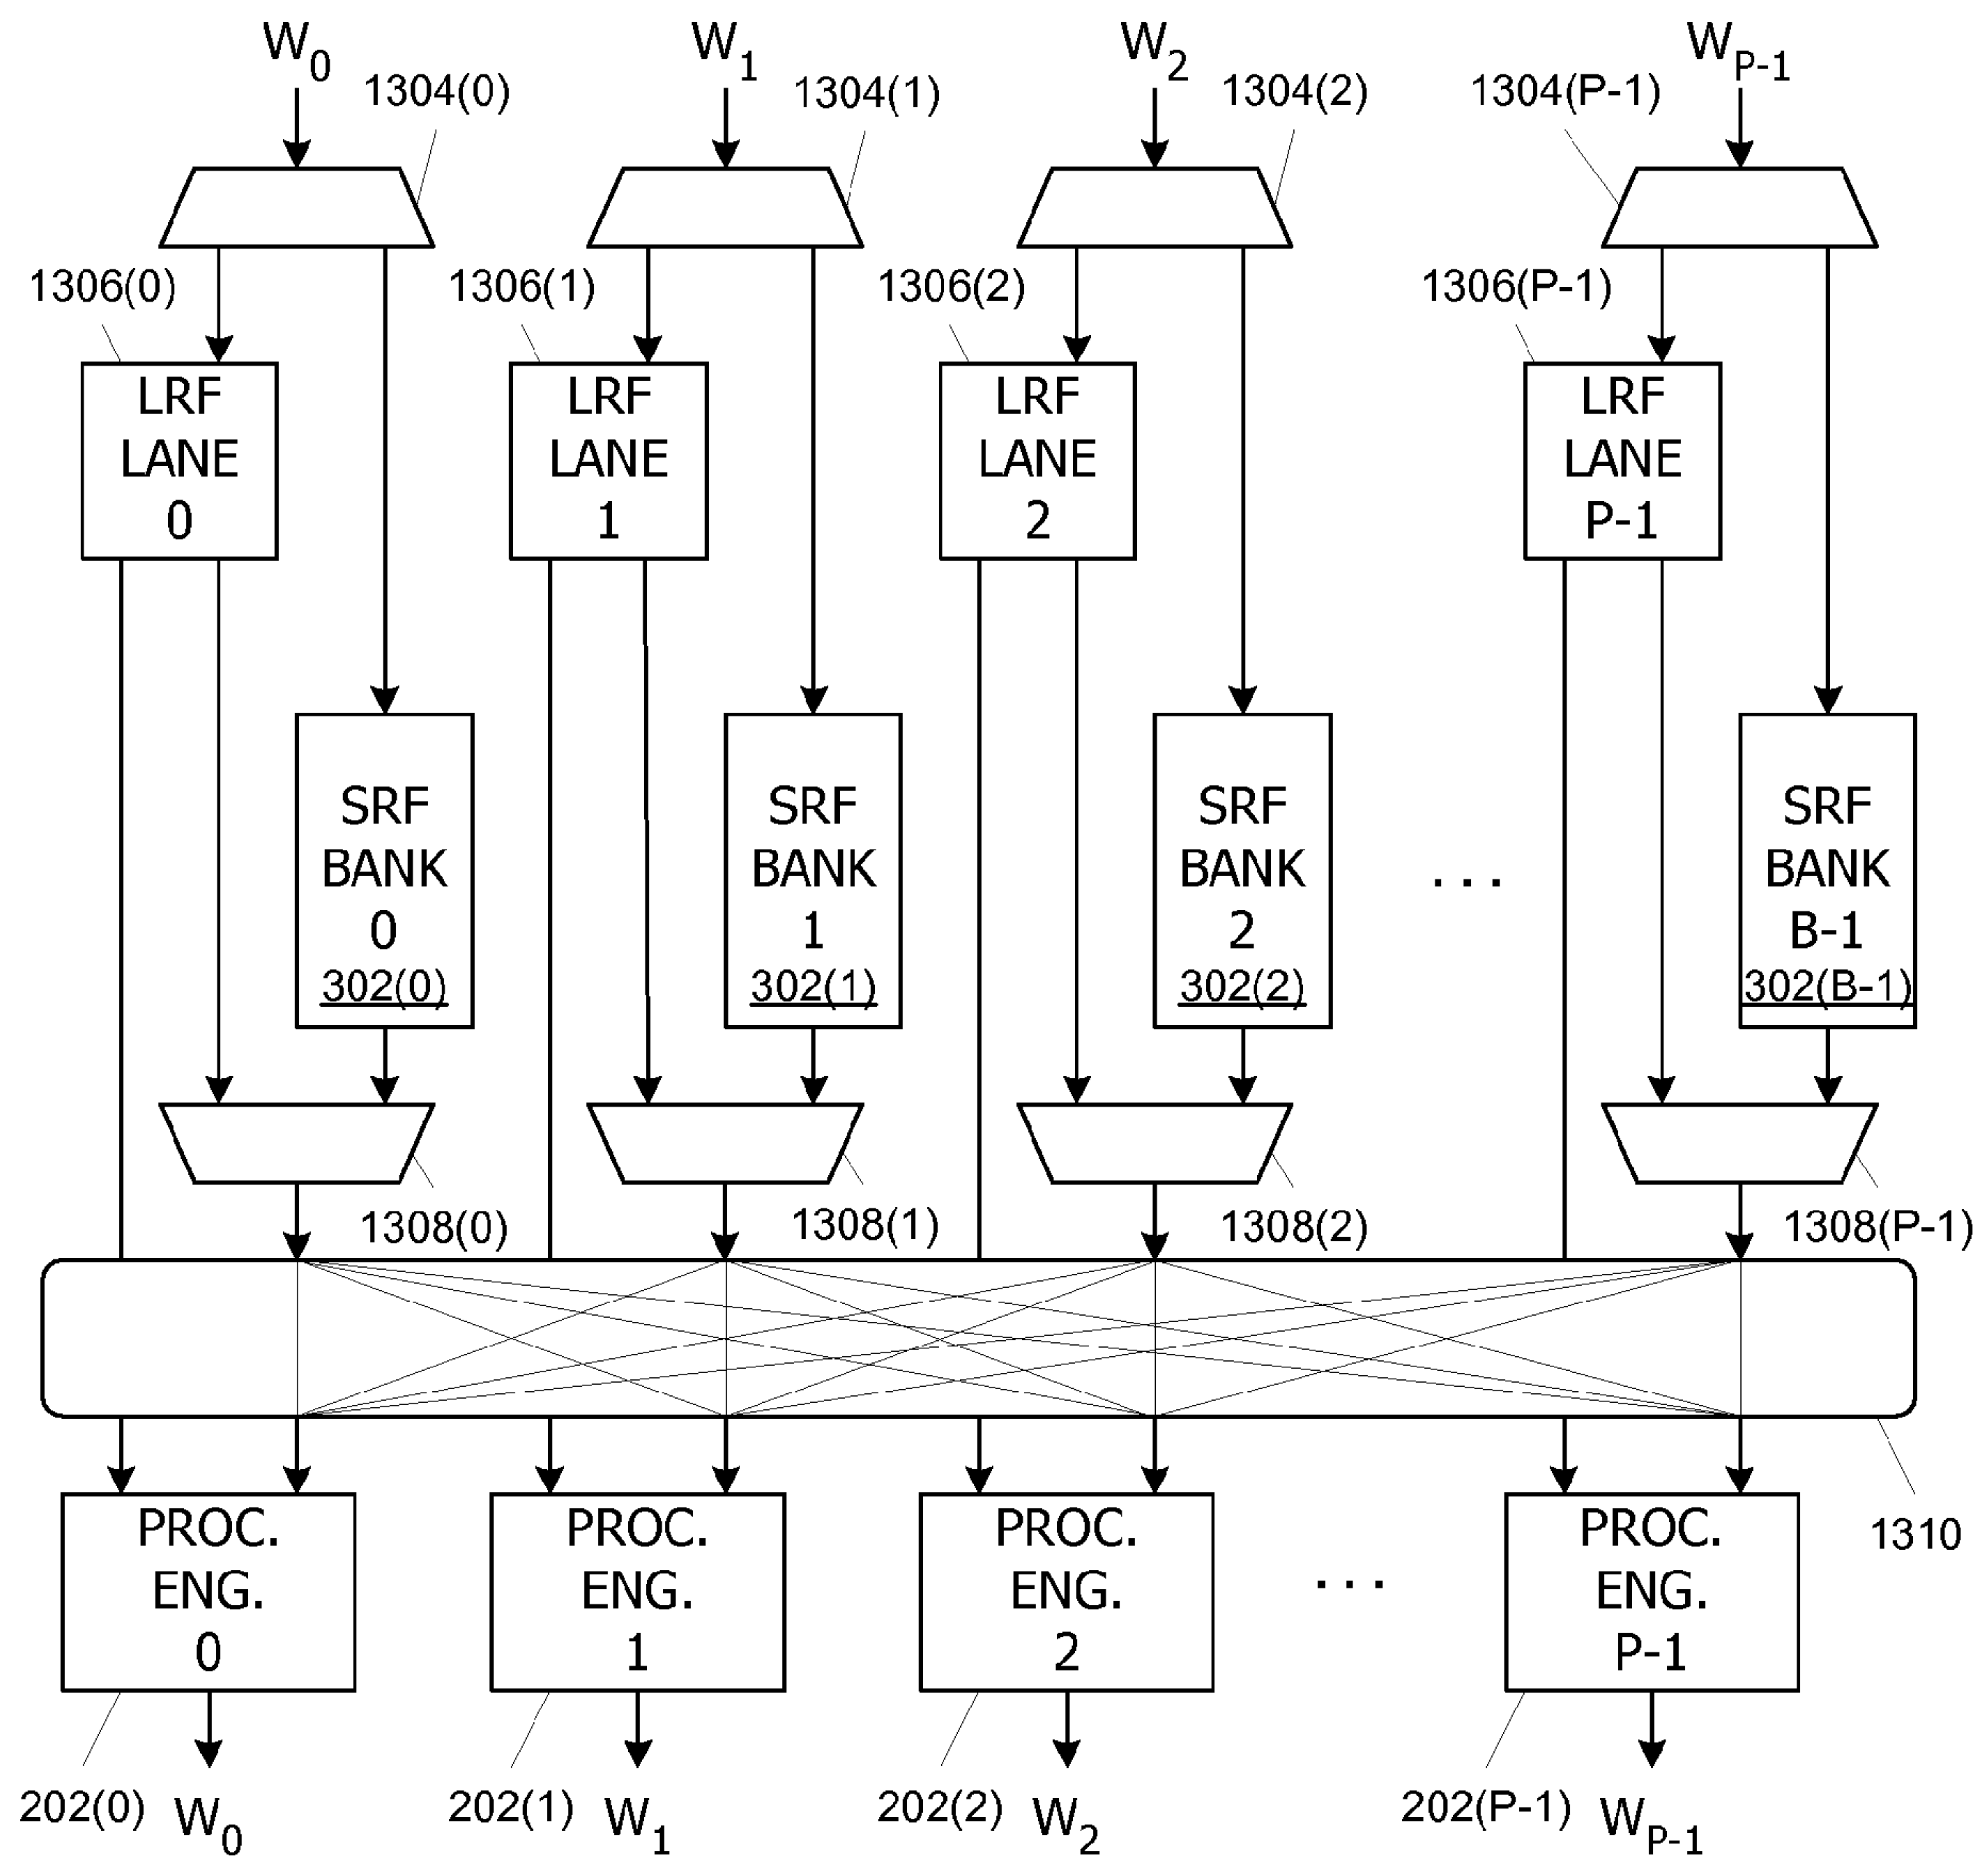 W0 W1 W2 WP-1
1304(0) 1304(1) 1304(2) 1304(P-1)
1306(0) 1306(1) 1306(2) 1306(P-1)
LRF LRF LRF LRF
LANE LANE LANE LANE
0 1 2 P-1
SRF SRF SRF SRF
BANK BANK BANK ... BANK
0 1 2 B-1
302(0) 302(1) 302(2) 302(B-1)
1308(0) 1308(1) 1308(2) 1308(P-1)
PROC. PROC. PROC. PROC.
1310
ENG. ENG. ENG. ... ENG.
0 1 2 P-1
202(0) W0 202(1) W1 202(2) W2 202(P-1) WP-1